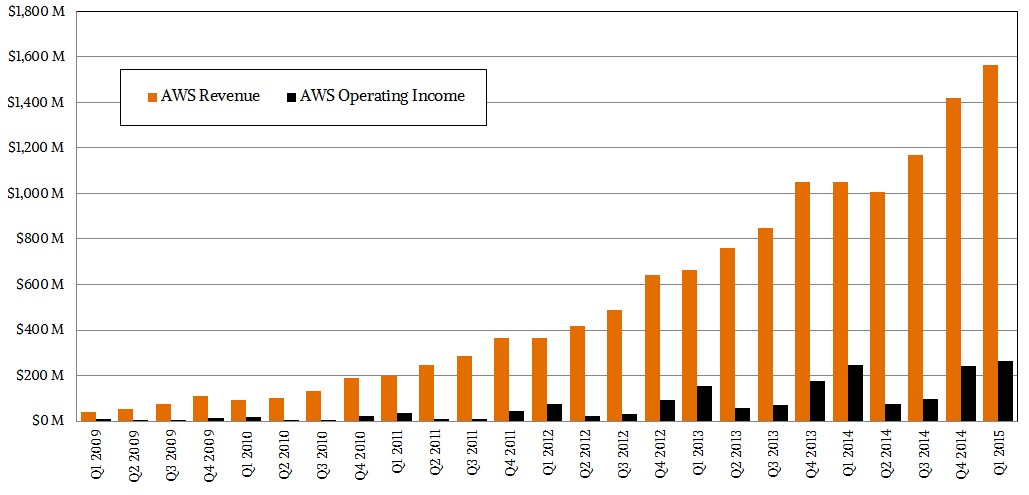 $1,800 M
$1,600 M
$1,400 M
$1,200 M
$1,000 M
$800 M
$600 M
$400 M
$200 M
$0 M
AWS Revenue AWS Operating Income
Q1 2009
Q2 2009
Q3 2009
Q4 2009
Q1 2010
Q2 2010
Q3 2010
Q4 2010
Q1 2011
Q2 2011
Q3 2011
Q4 2011
Q1 2012
Q2 2012
Q3 2012
Q4 2012
Q1 2013
Q2 2013
Q3 2013
Q4 2013
Q1 2014
Q2 2014
Q3 2014
Q4 2014
Q1 2015